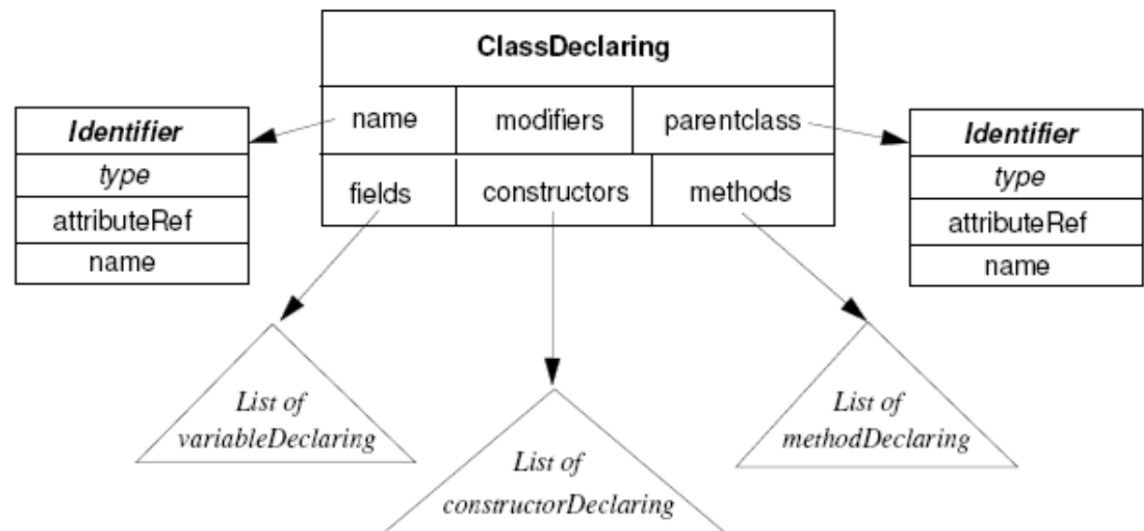 ClassDeclaring
name modifiers parentclass
fields constructors methods
Identifier
type
attributeRef
name
Identifier
type
attributeRef
name
List of
variableDeclaring
List of
constructorDeclaring
List of
methodDeclaring